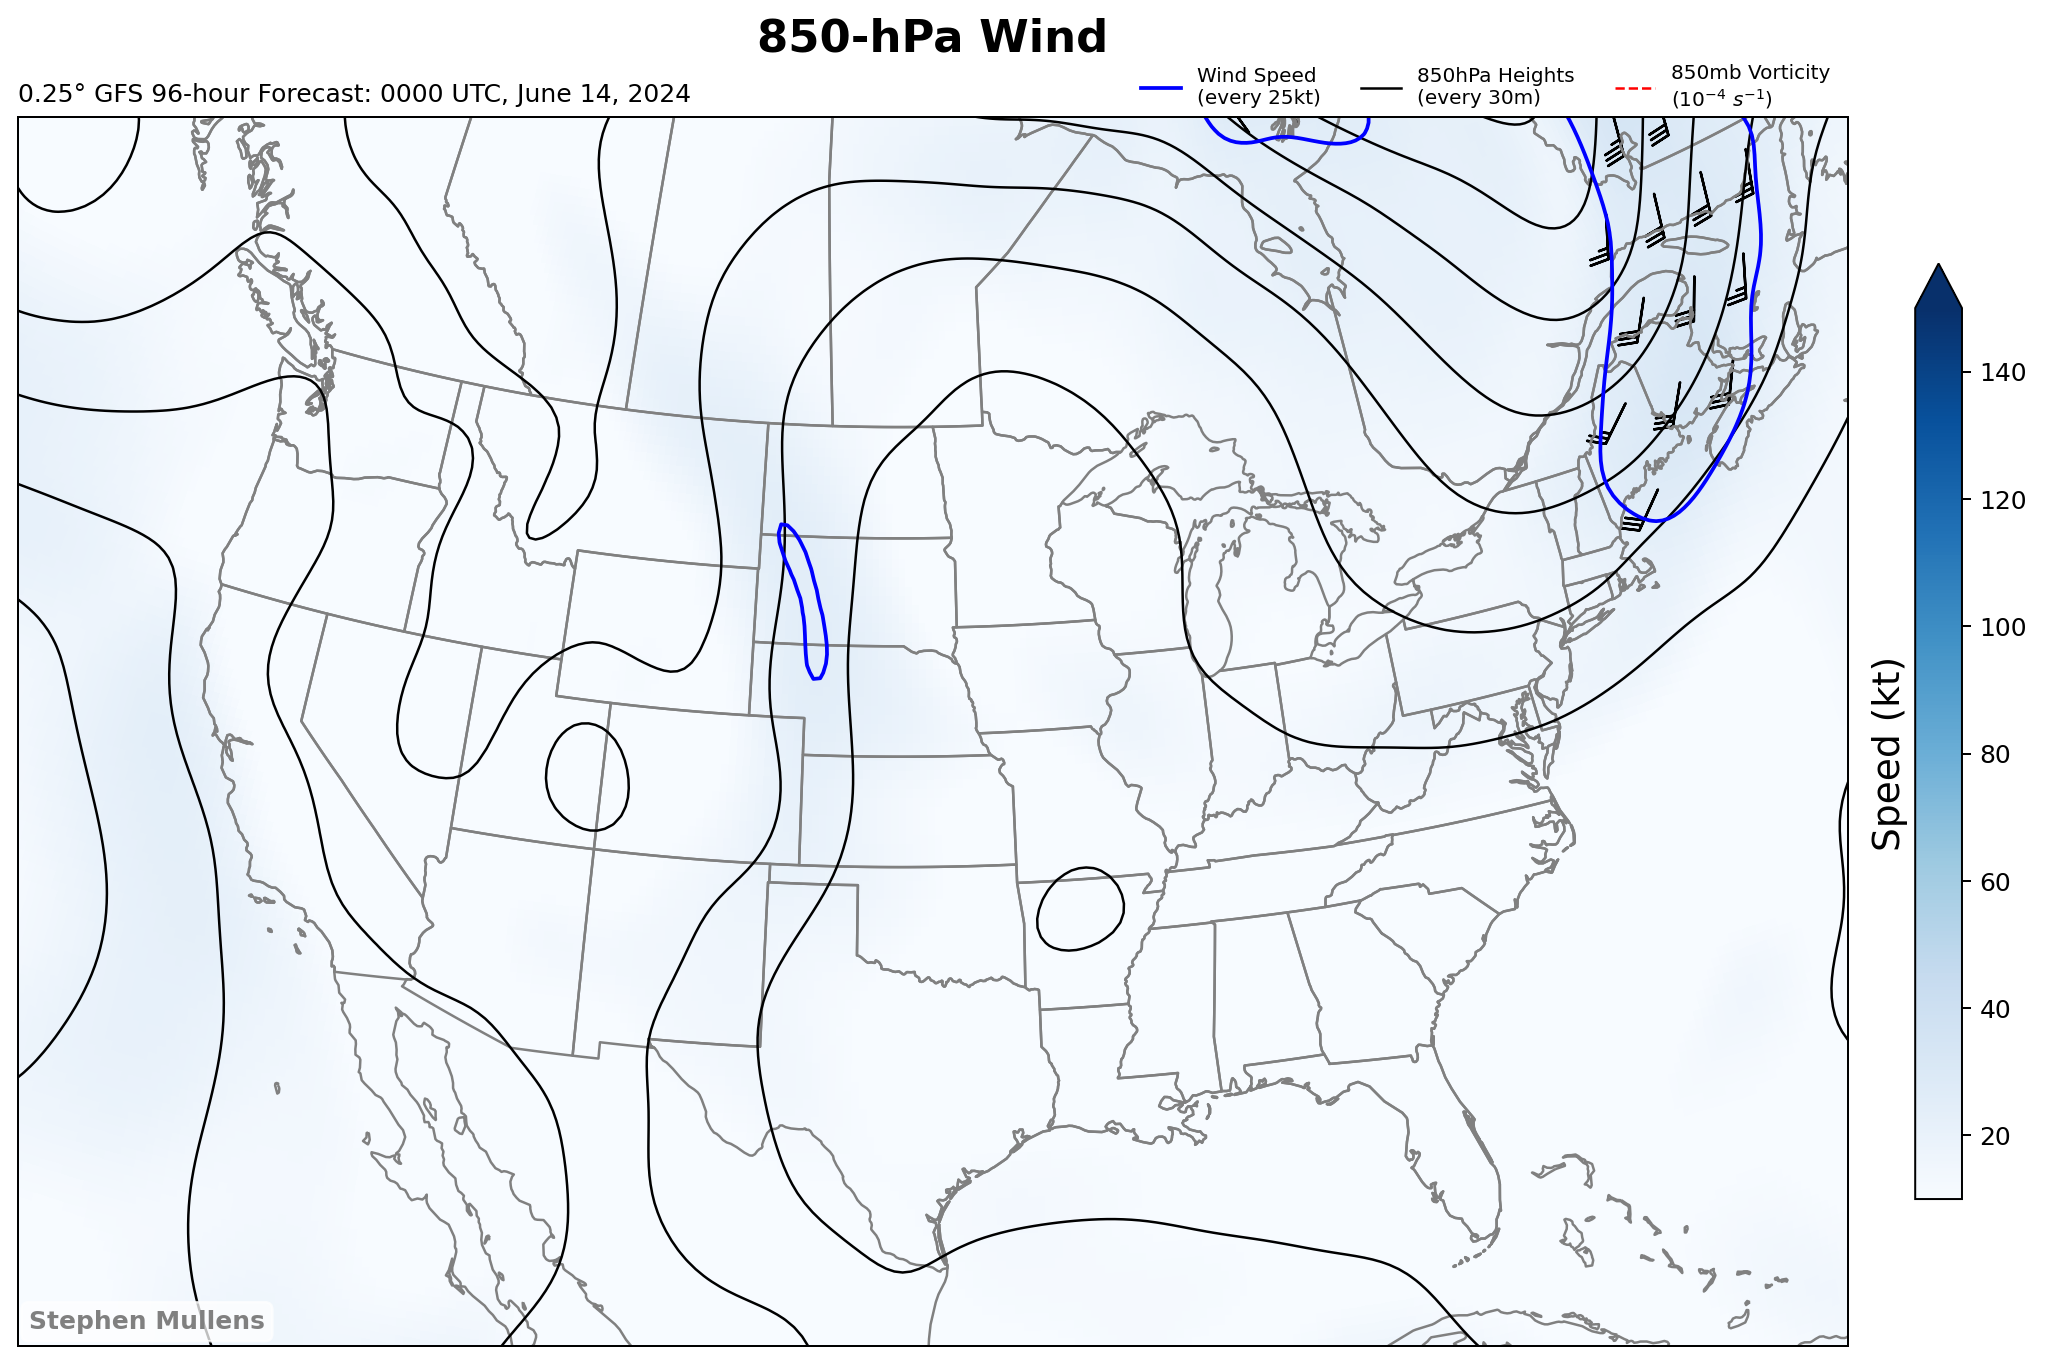 850-hPa Wind
0.25° GFS 96-hour Forecast: 0000 UTC, June 14, 2024
Wind Speed
(every 25kt)
850hPa Heights
(every 30m)
850mb Vorticity
(10⁻⁴ s⁻¹)
140
120
100
80
60
40
20
Speed (kt)
Stephen Mullens